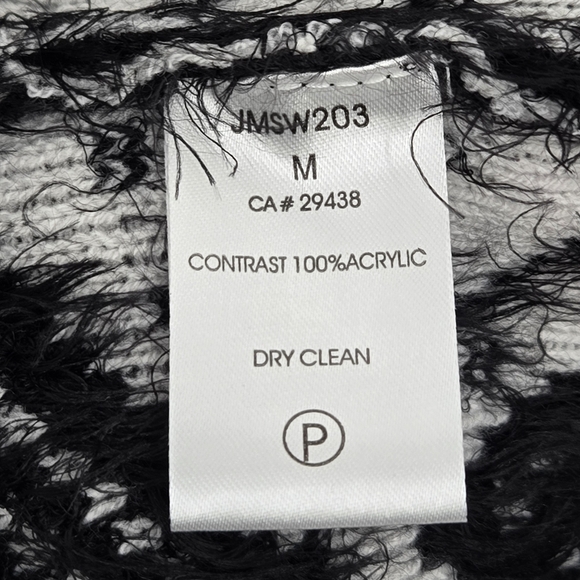 JMSW203
M
CA# 29438
CONTRAST 100%ACRYLIC
DRY CLEAN
P